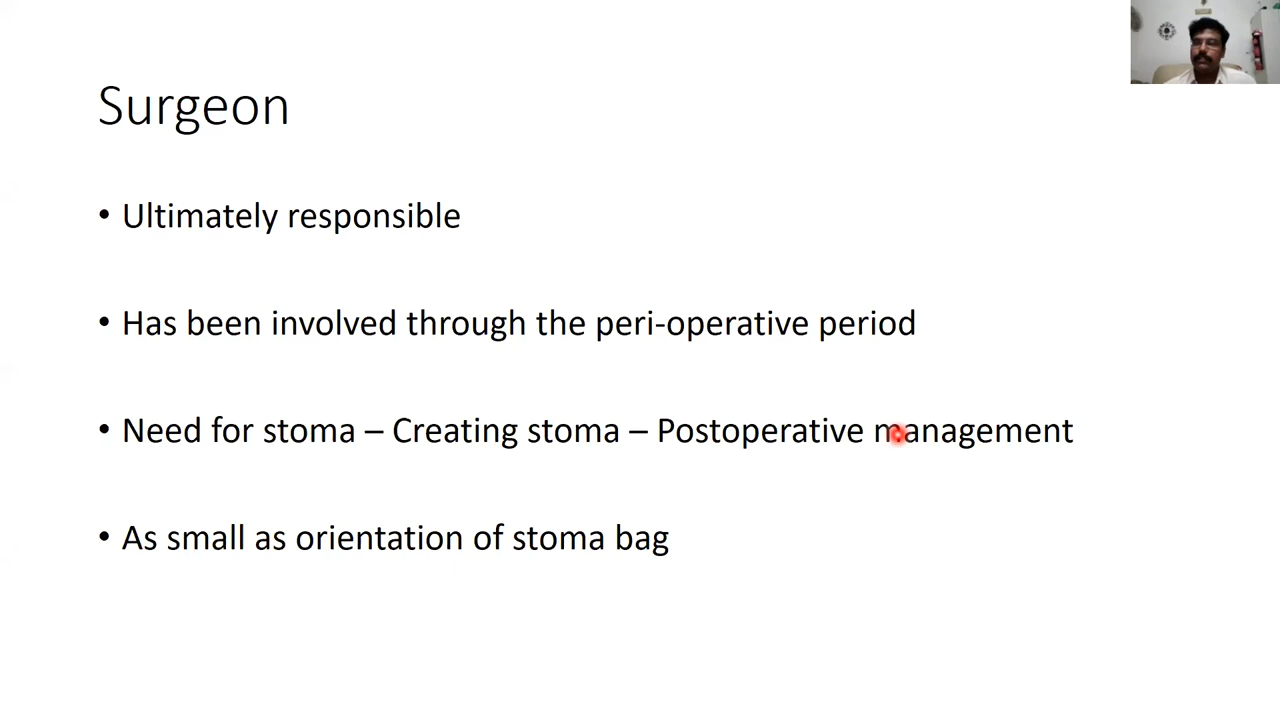 Surgeon
• Ultimately responsible
• Has been involved through the peri-operative period
• Need for stoma – Creating stoma – Postoperative management
• As small as orientation of stoma bag